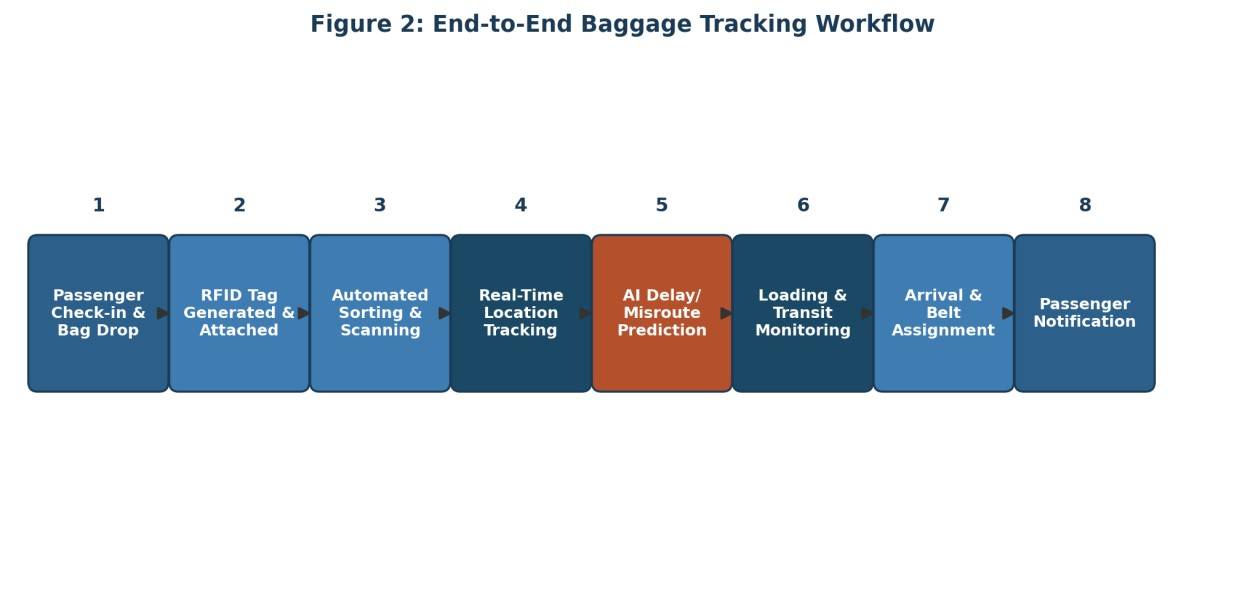 Figure 2: End-to-End Baggage Tracking Workflow
1
2
3
4
5
6
7
8
Passenger
Check-in &
Bag Drop
RFID Tag
Generated &
Attached
Automated
Sorting &
Scanning
Real-Time
Location
Tracking
AI Delay/
Misroute
Prediction
Loading &
Transit
Monitoring
Arrival &
Belt
Assignment
Passenger
Notification